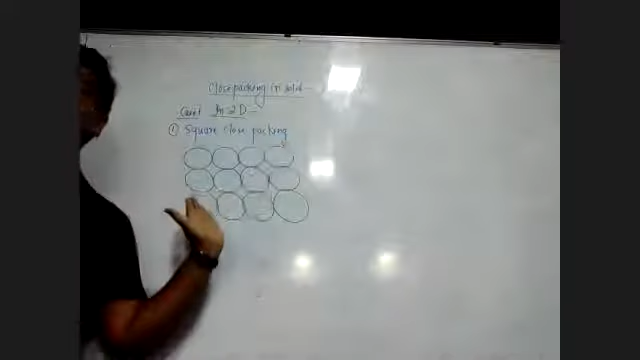 Close packing in solid —
Case I In 2D —
① Square close packing